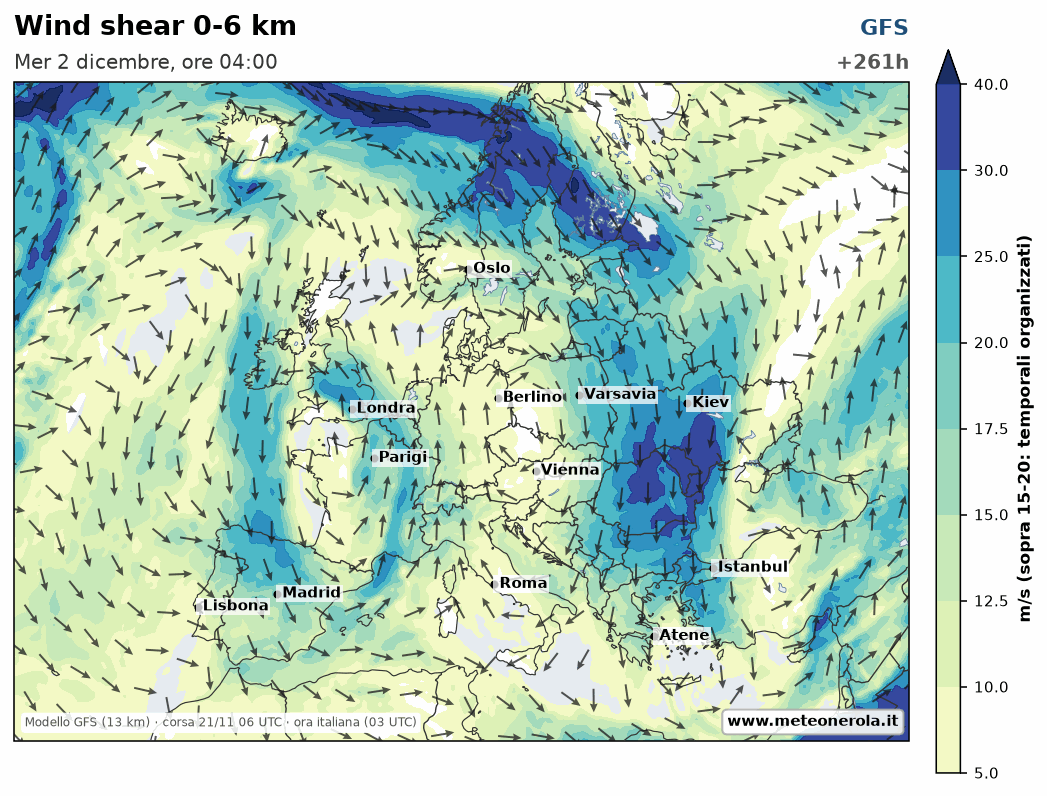 Wind shear 0-6 km
GFS
Mer 2 dicembre, ore 04:00
+261h
Oslo
Londra
Berlino
Varsavia
Kiev
Parigi
Vienna
Lisbona
Madrid
Roma
Istanbul
Atene
Modello GFS (13 km) · corsa 21/11 06 UTC · ora italiana (03 UTC)
www.meteonerola.it
40.0
30.0
25.0
20.0
17.5
15.0
12.5
10.0
5.0
m/s (sopra 15-20: temporali organizzati)